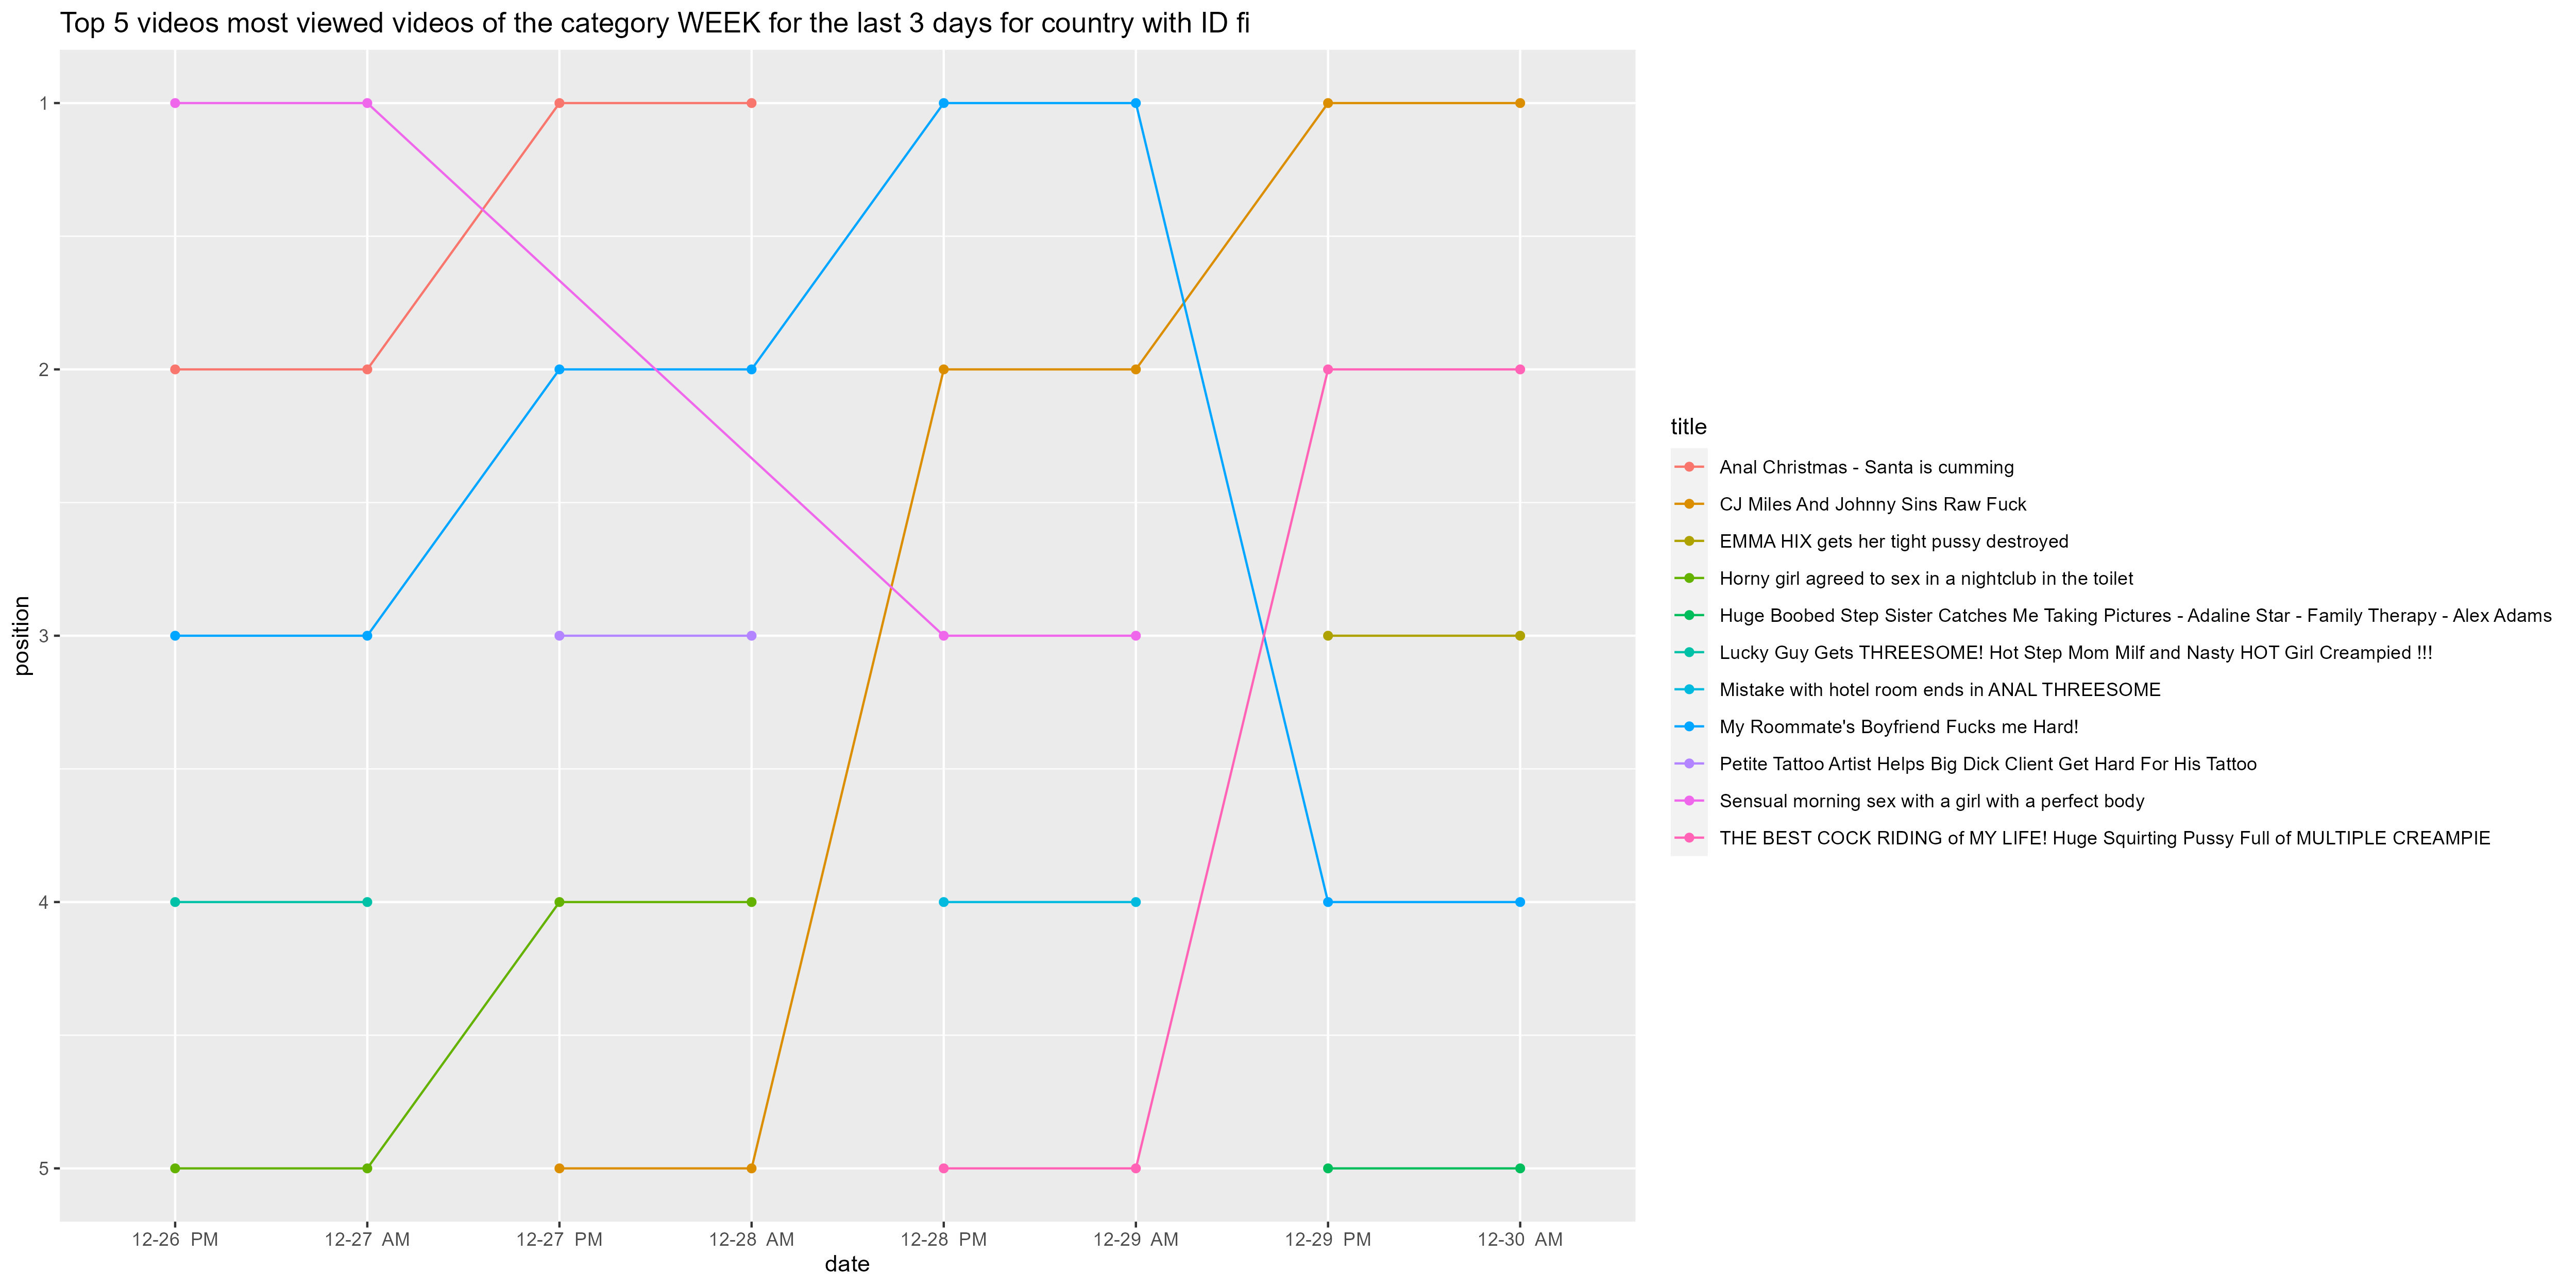 Top 5 videos most viewed videos of the category WEEK for the last 3 days for country with ID fi
position
1
2
3
4
5
12-26 PM
12-27 AM
12-27 PM
12-28 AM
12-28 PM
12-29 AM
12-29 PM
12-30 AM
date
title
Anal Christmas - Santa is cumming
CJ Miles And Johnny Sins Raw Fuck
EMMA HIX gets her tight pussy destroyed
Horny girl agreed to sex in a nightclub in the toilet
Huge Boobed Step Sister Catches Me Taking Pictures - Adaline Star - Family Therapy - Alex Adams
Lucky Guy Gets THREESOME! Hot Step Mom Milf and Nasty HOT Girl Creampied !!!
Mistake with hotel room ends in ANAL THREESOME
My Roommate's Boyfriend Fucks me Hard!
Petite Tattoo Artist Helps Big Dick Client Get Hard For His Tattoo
Sensual morning sex with a girl with a perfect body
THE BEST COCK RIDING of MY LIFE! Huge Squirting Pussy Full of MULTIPLE CREAMPIE